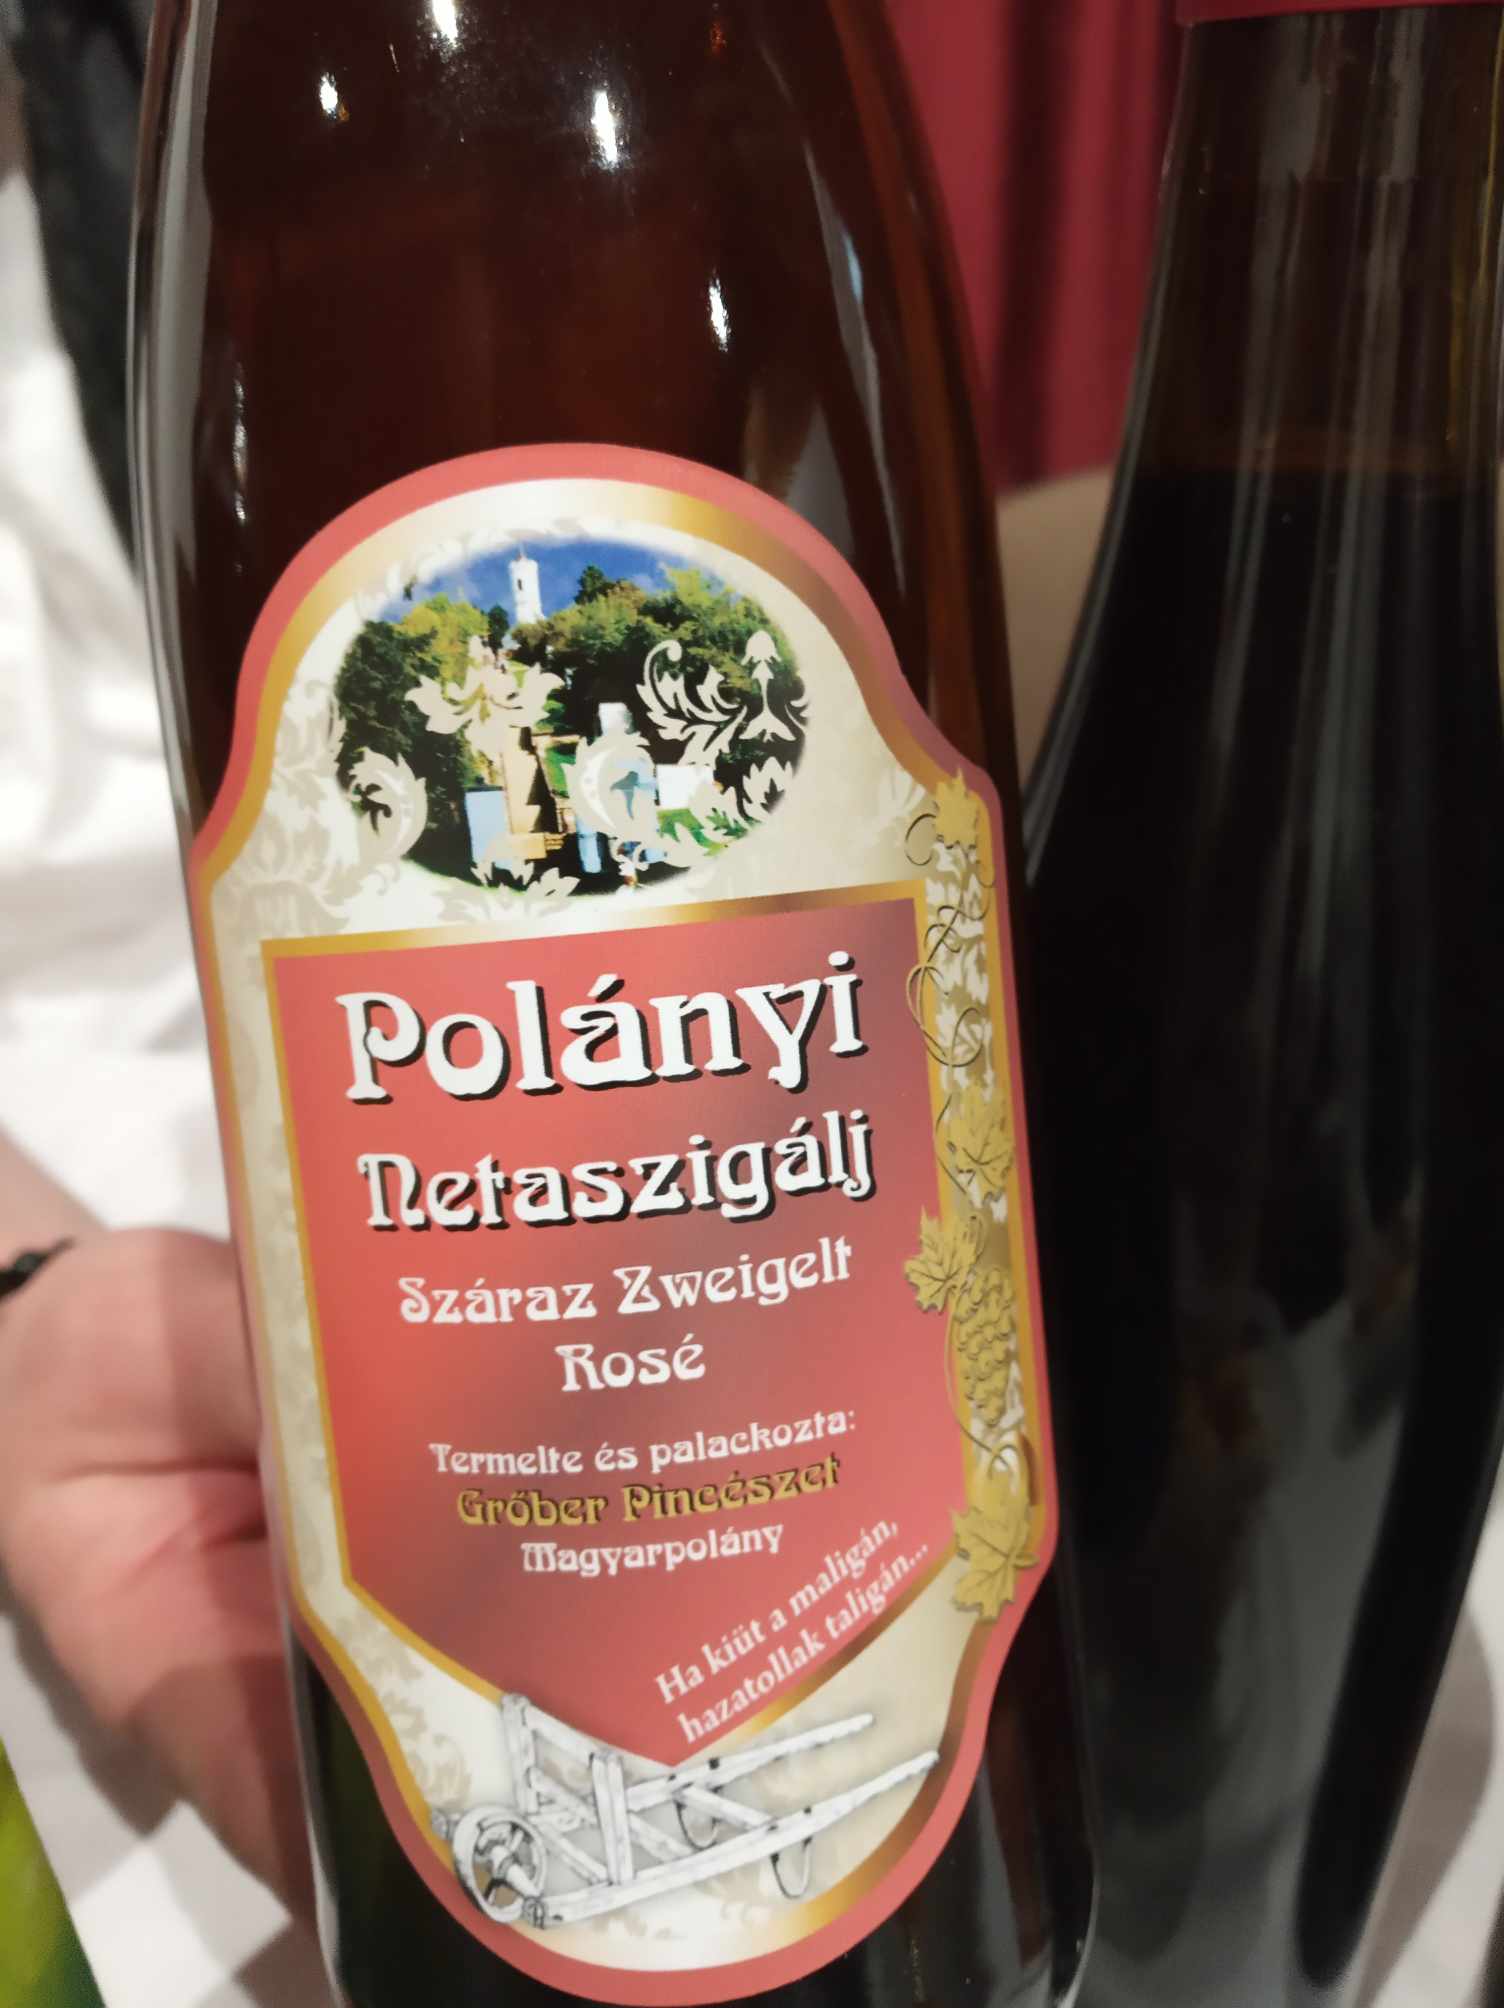 Polányi
Netaszigálj
Száraz Zweigelt
Rosé
Termelte és palackozta:
Grőber Pincészet
Magyarpolány
Ha kiüt a maligán,
hazatollak taligán...